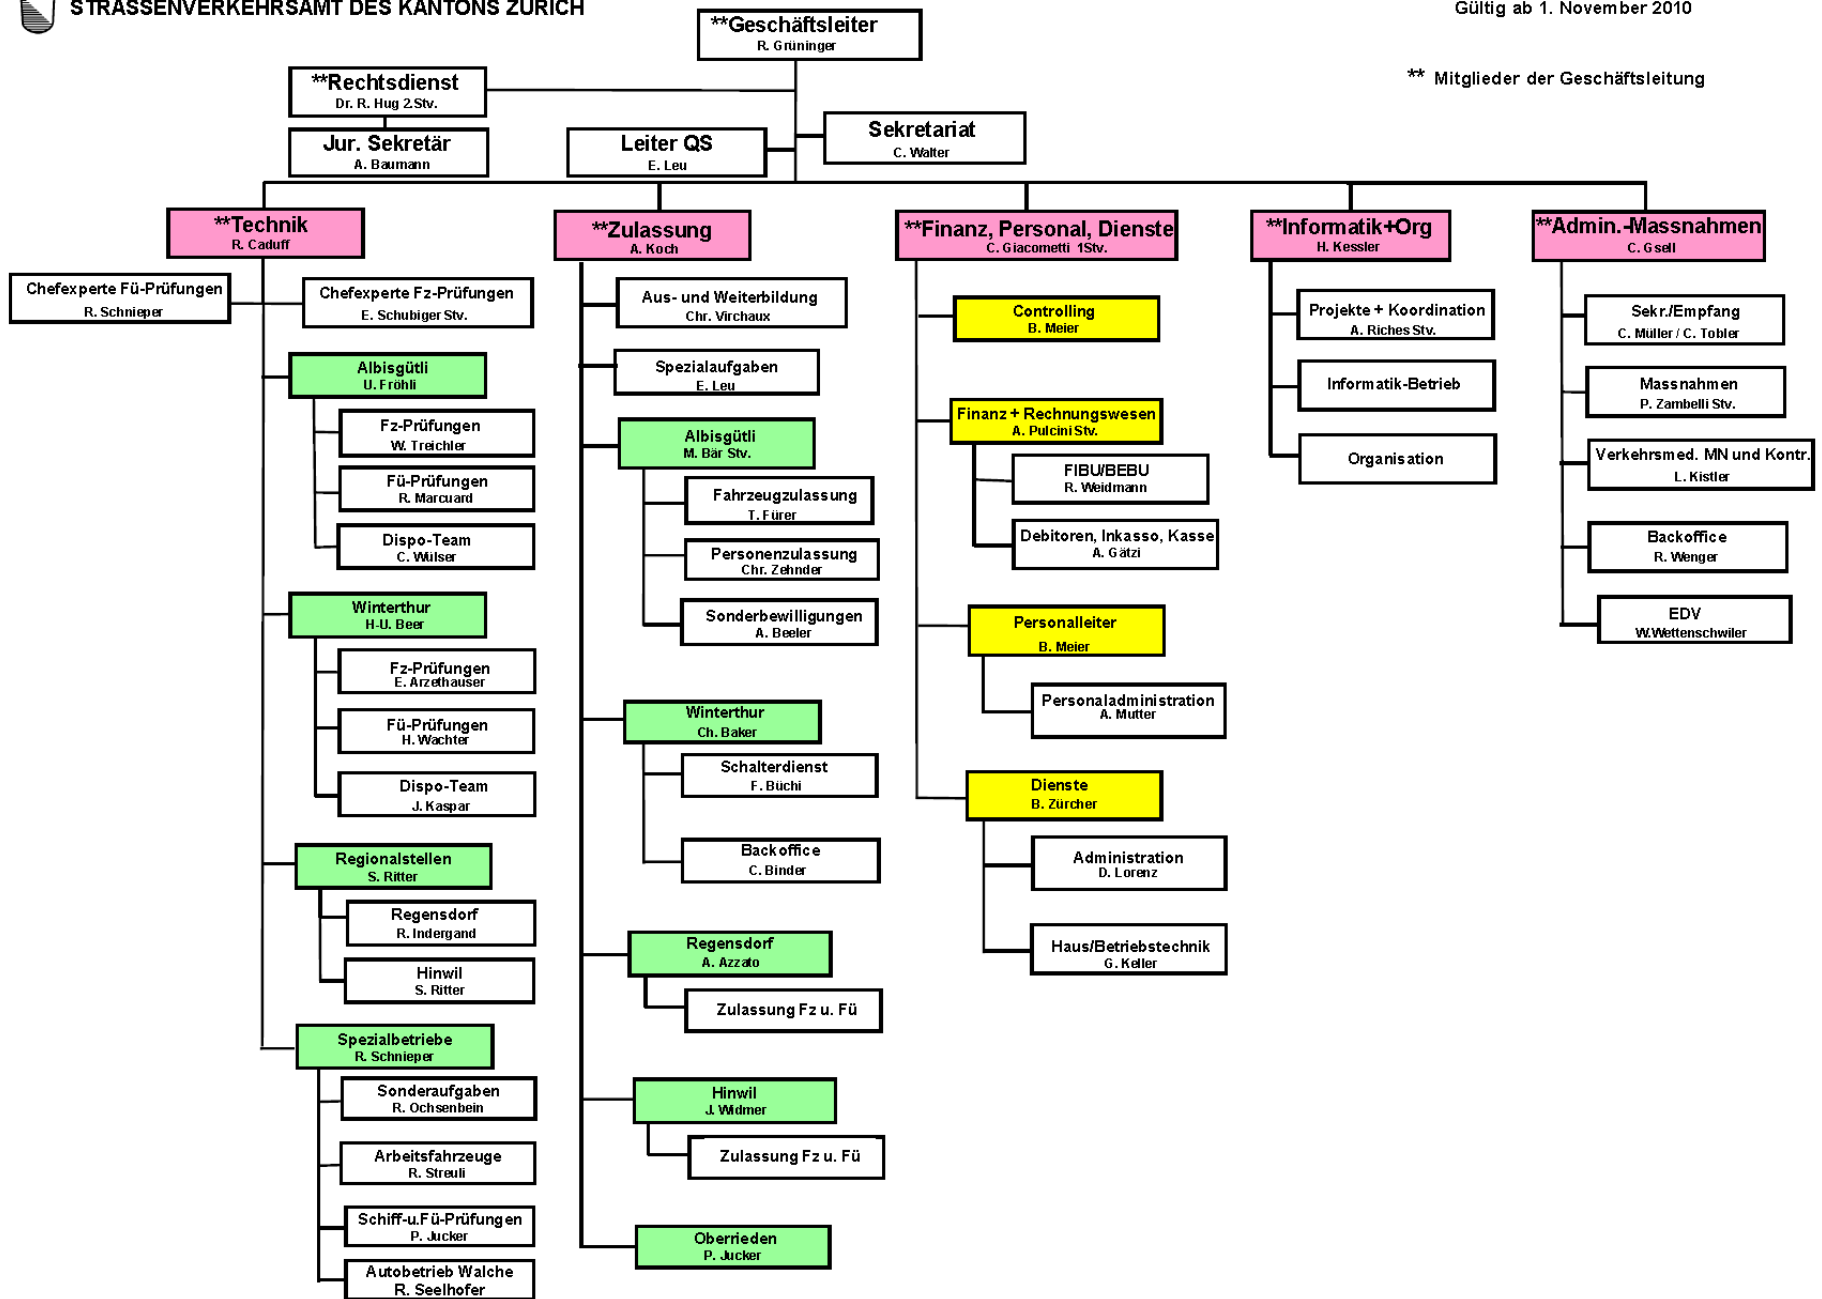 STRASSENVERKEHRSAMT DES KANTONS ZÜRICH
Gültig ab 1. November 2010
** Mitglieder der Geschäftsleitung
**Geschäftsleiter
R. Grüninger
**Rechtsdienst
Dr. R. Hug 2.Stv.
Jur. Sekretär
A. Baumann
Leiter QS
E. Leu
Sekretariat
C. Walter
**Technik
R. Caduff
Chefexperte Fü-Prüfungen
R. Schnieper
Chefexperte Fz-Prüfungen
E. Schubiger Stv.
Albisgütli
U. Fröhli
Fz-Prüfungen
W. Treichler
Fü-Prüfungen
R. Marcuard
Dispo-Team
C. Wülser
Winterthur
H-U. Beer
Fz-Prüfungen
E. Arzethauser
Fü-Prüfungen
H. Wachter
Dispo-Team
J. Kaspar
Regionalstellen
S. Ritter
Regensdorf
R. Indergand
Hinwil
S. Ritter
Spezialbetriebe
R. Schnieper
Sonderaufgaben
R. Ochsenbein
Arbeitsfahrzeuge
R. Streuli
Schiff-u.Fü-Prüfungen
P. Jucker
Autobetrieb Walche
R. Seelhofer
**Zulassung
A. Koch
Aus- und Weiterbildung
Chr. Virchaux
Spezialaufgaben
E. Leu
Albisgütli
M. Bär Stv.
Fahrzeugzulassung
T. Fürer
Personenzulassung
Chr. Zehnder
Sonderbewilligungen
A. Beeler
Winterthur
Ch. Baker
Schalterdienst
F. Büchi
Backoffice
C. Binder
Regensdorf
A. Azzato
Zulassung Fz u. Fü
Hinwil
J. Widmer
Zulassung Fz u. Fü
Oberrieden
P. Jucker
**Finanz, Personal, Dienste
C. Giacometti 1Stv.
Controlling
B. Meier
Finanz + Rechnungswesen
A. Pulcini Stv.
FIBU/BEBU
R. Weidmann
Debitoren, Inkasso, Kasse
A. Gätzi
Personalleiter
B. Meier
Personaladministration
A. Mutter
Dienste
B. Zürcher
Administration
D. Lorenz
Haus/Betriebstechnik
G. Keller
**Informatik+Org
H. Kessler
Projekte + Koordination
A. Riches Stv.
Informatik-Betrieb
Organisation
**Admin.-Massnahmen
C. Gsell
Sekr./Empfang
C. Müller / C. Tobler
Massnahmen
P. Zambelli Stv.
Verkehrsmed. MN und Kontr.
L. Kistler
Backoffice
R. Wenger
EDV
W.Wettenschwiler